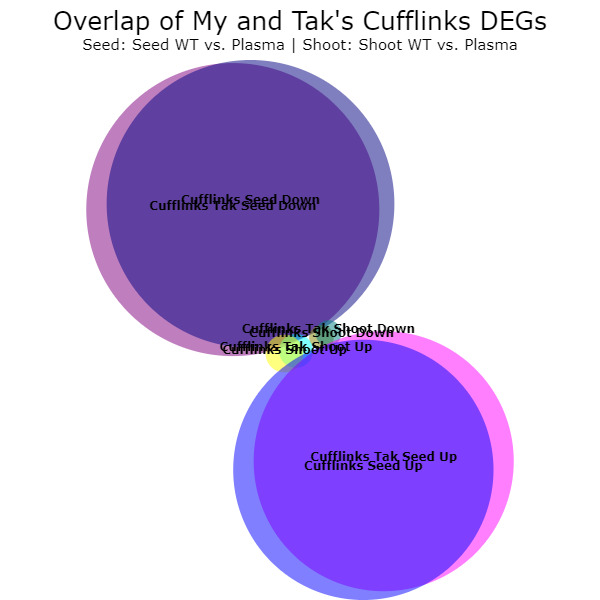 Overlap of My and Tak's Cufflinks DEGs
Seed: Seed WT vs. Plasma | Shoot: Shoot WT vs. Plasma
Cufflinks Seed Down
Cufflinks Tak Seed Down
Cufflinks Tak Shoot Down
Cufflinks Shoot Down
Cufflinks Tak Shoot Up
Cufflinks Shoot Up
Cufflinks Tak Seed Up
Cufflinks Seed Up